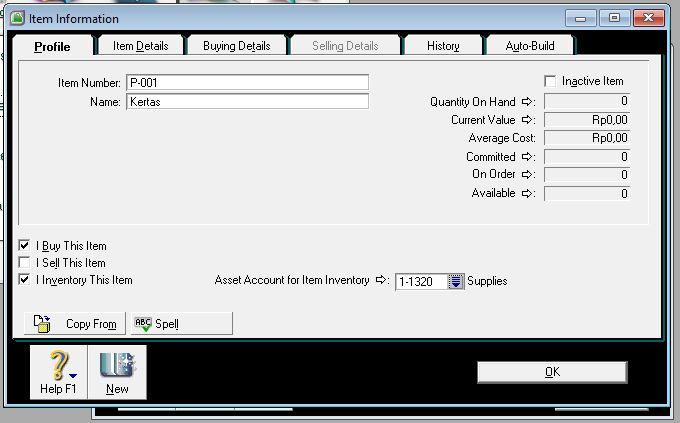 Item Information
Profile
Item Details
Buying Details
Selling Details
History
Auto-Build
Item Number: P-001
Name: Kertas
Inactive Item
Quantity On Hand ⇨: 0
Current Value ⇨: Rp0,00
Average Cost: Rp0,00
Committed ⇨: 0
On Order ⇨: 0
Available ⇨: 0
I Buy This Item
I Sell This Item
I Inventory This Item
Asset Account for Item Inventory ⇨: 1-1320 Supplies
Copy From
ABC Spell
Help F1
New
OK